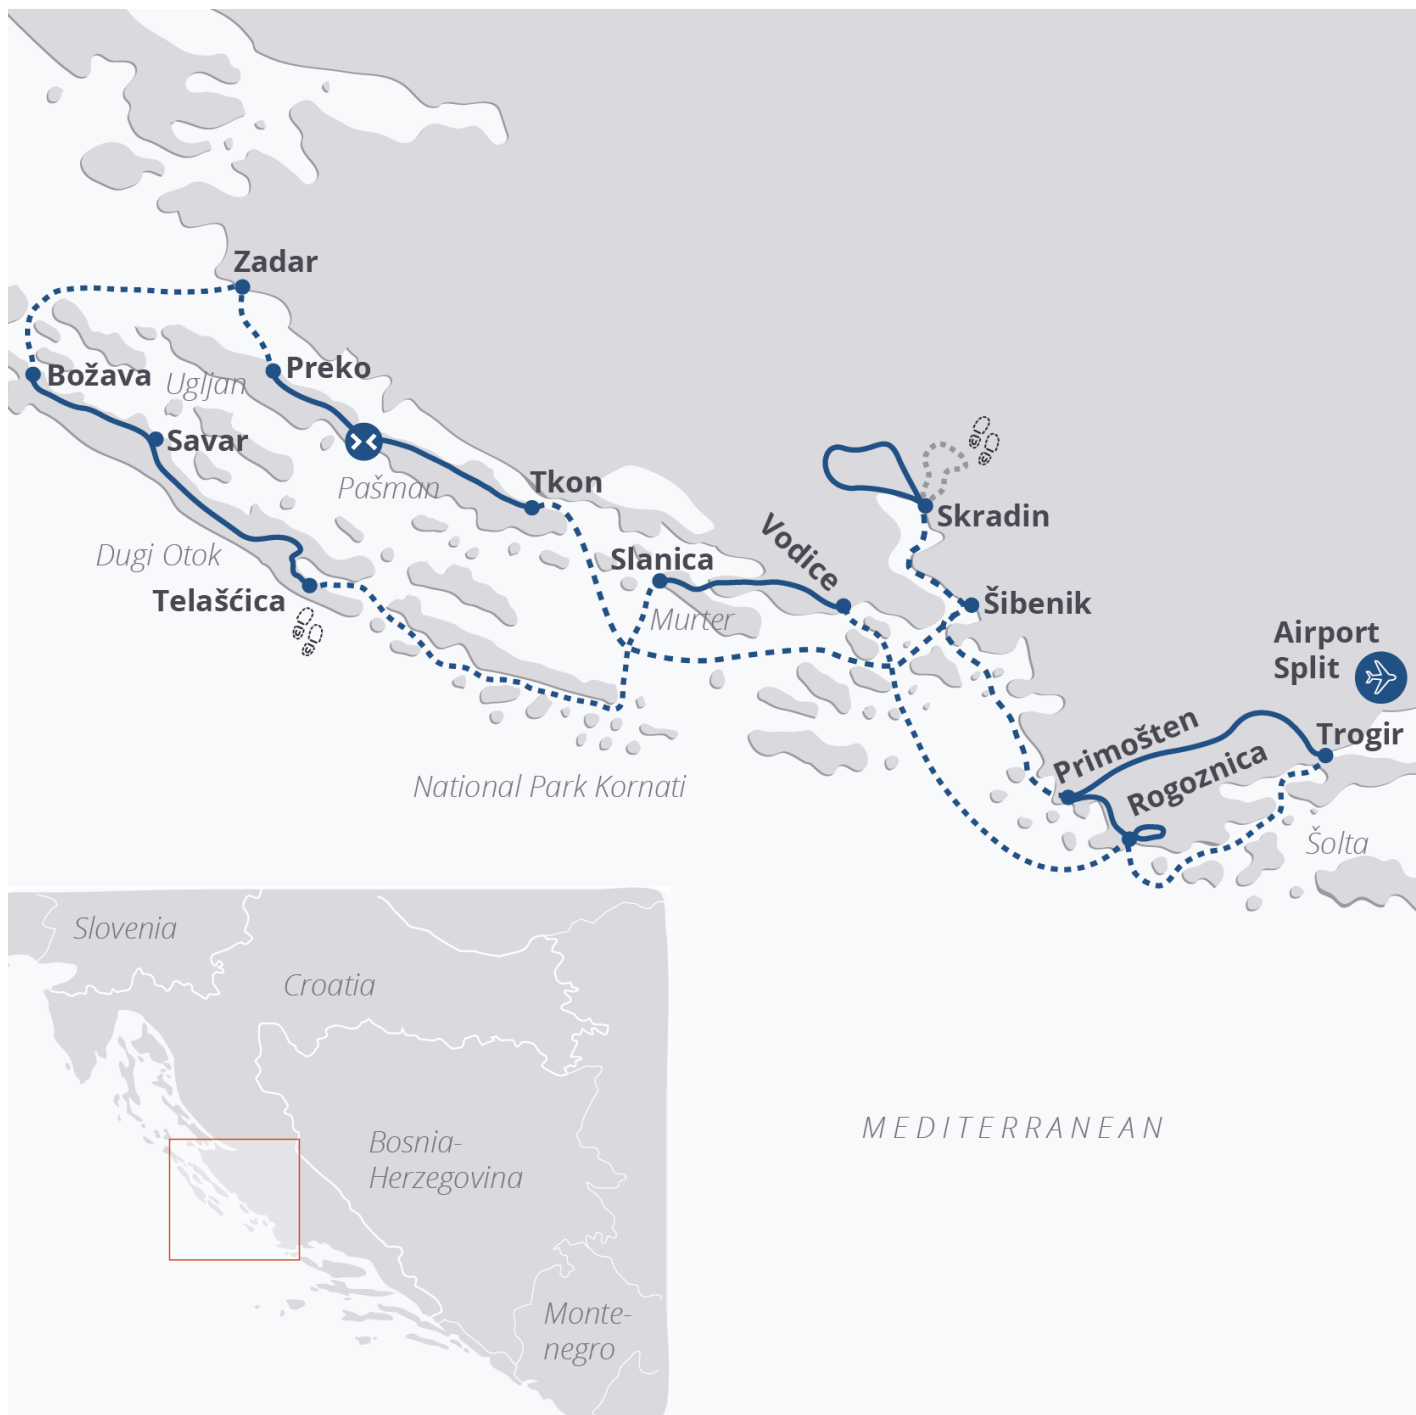 Zadar
Preko
Božava
Ugljan
Savar
Tkon
Pašman
Skradin
Vodice
Dugi Otok
Slanica
Telašćica
Murter
Šibenik
Airport
Split
Primošten
Trogir
Rogoznica
National Park Kornati
Šolta
Slovenia
Croatia
MEDITERRANEAN
Bosnia-
Herzegovina
Monte-
negro